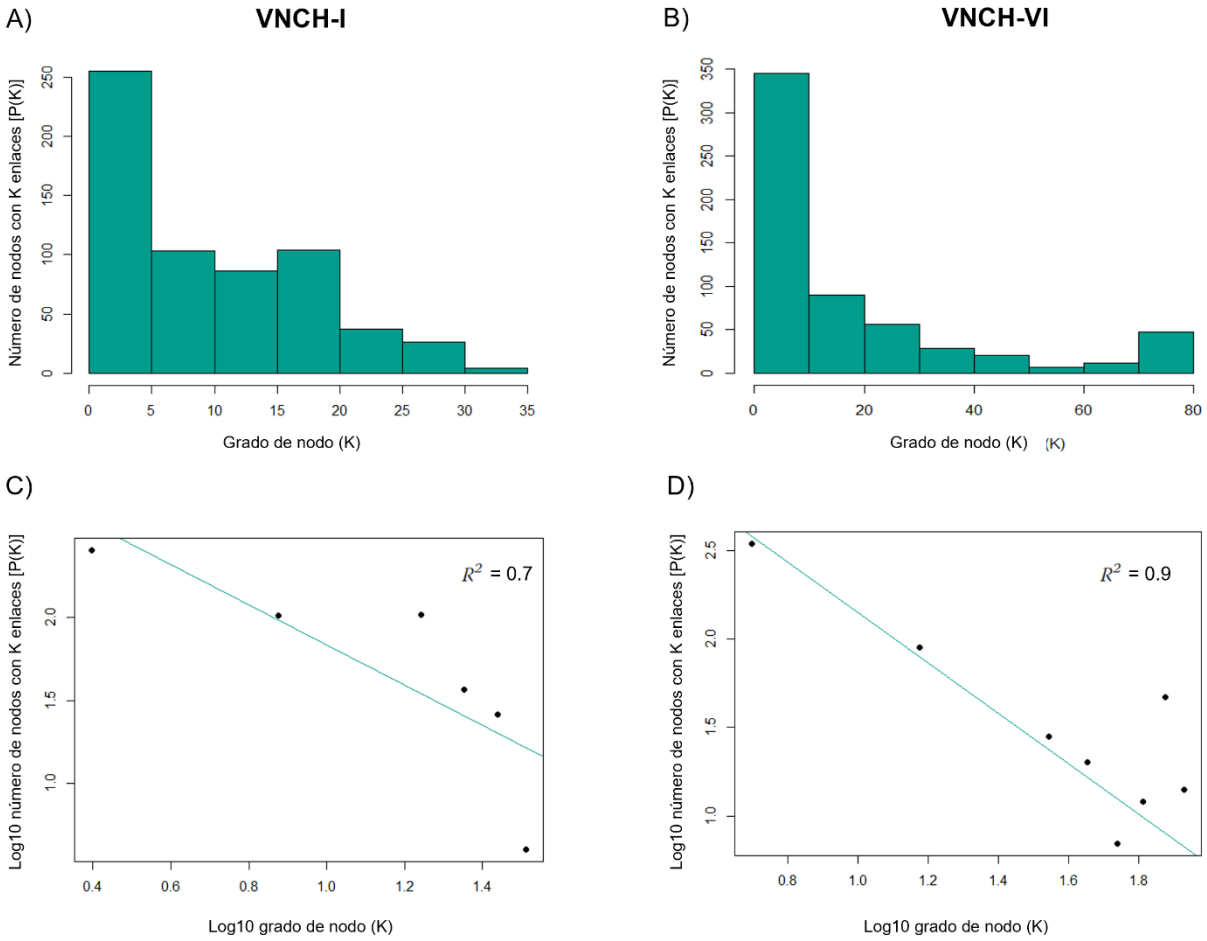 A)
VNCH-I
Número de nodos con K enlaces [P(K)]
250
200
150
100
50
0
0 5 10 15 20 25 30 35
Grado de nodo (K)
B)
VNCH-VI
Número de nodos con K enlaces [P(K)]
350
300
250
200
150
100
50
0
0 20 40 60 80
Grado de nodo (K) (K)
C)
Log10 número de nodos con K enlaces [P(K)]
R² = 0.7
2.0
1.5
1.0
0.4 0.6 0.8 1.0 1.2 1.4
Log10 grado de nodo (K)
D)
Log10 número de nodos con K enlaces [P(K)]
R² = 0.9
2.5
2.0
1.5
1.0
0.8 1.0 1.2 1.4 1.6 1.8
Log10 grado de nodo (K)